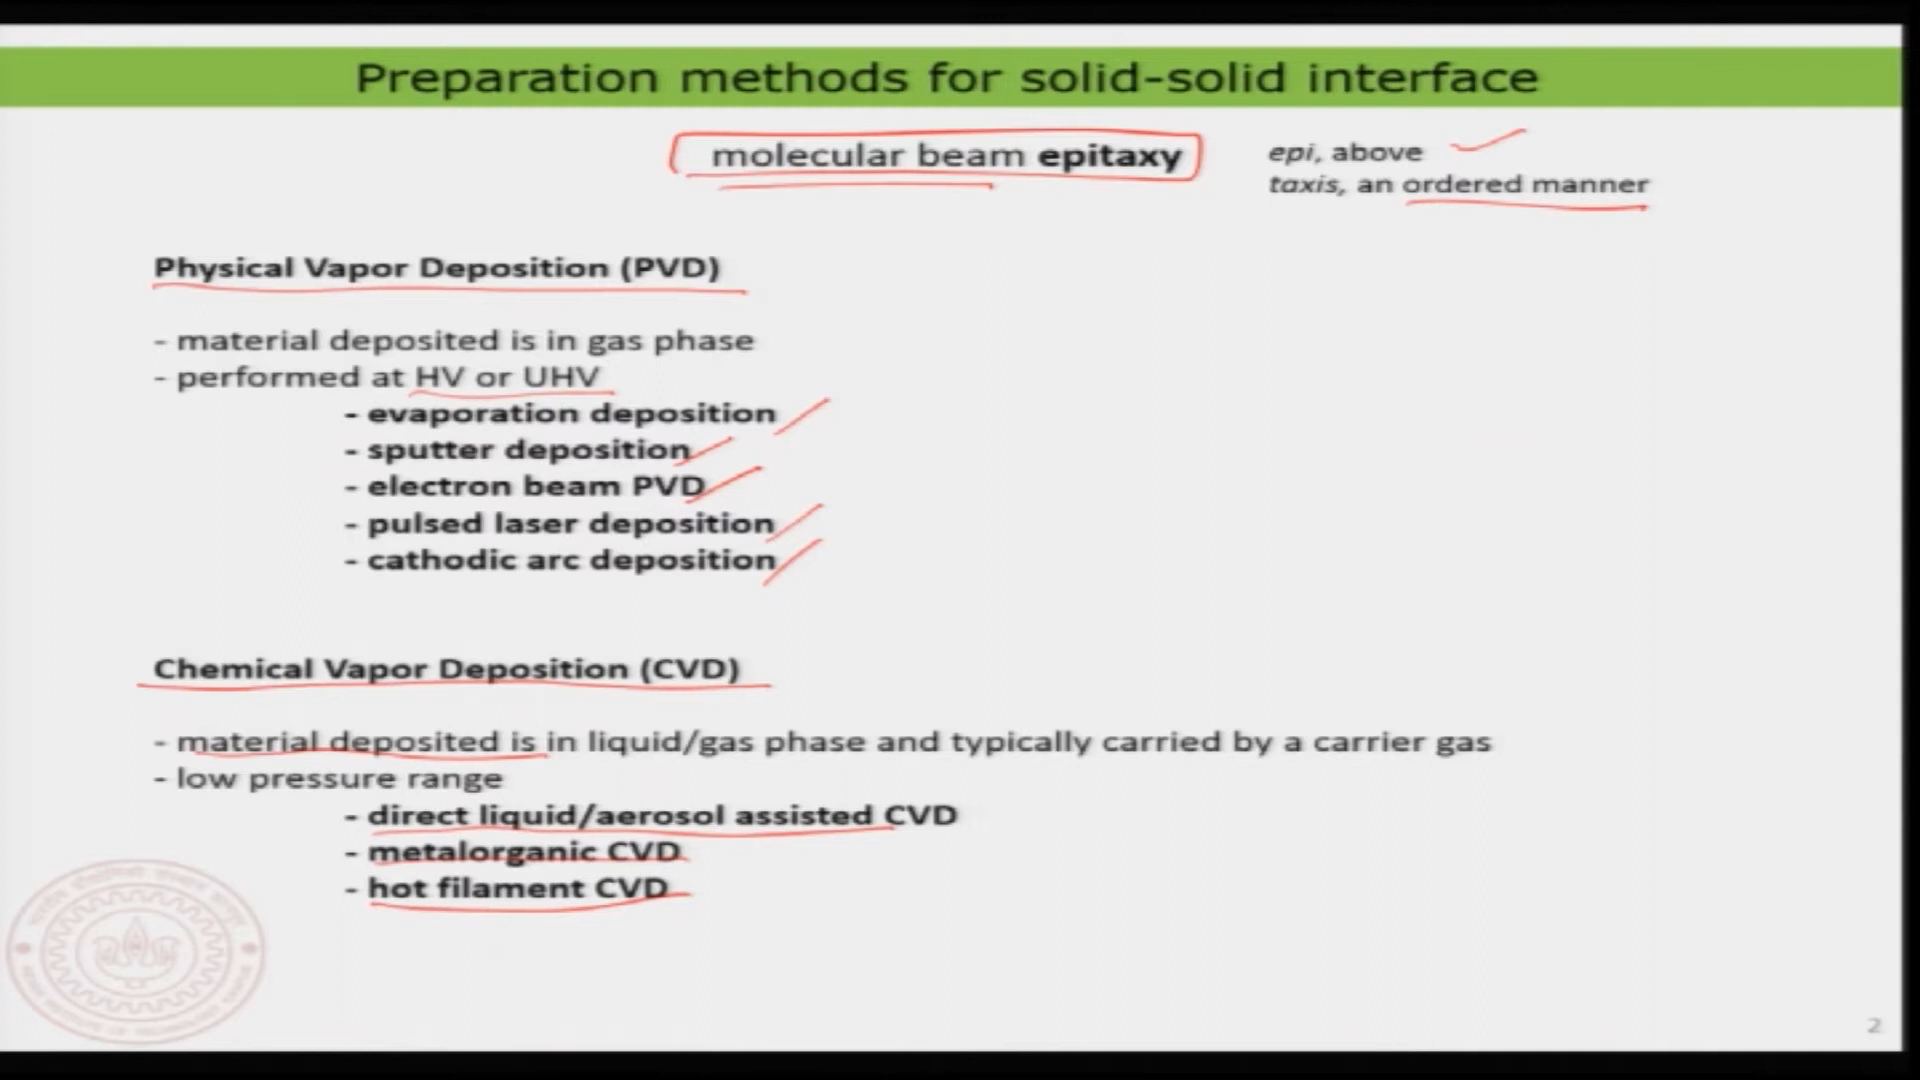 Preparation methods for solid-solid interface
molecular beam epitaxy
epi, above
taxis, an ordered manner
Physical Vapor Deposition (PVD)
- material deposited is in gas phase
- performed at HV or UHV
- evaporation deposition
- sputter deposition
- electron beam PVD
- pulsed laser deposition
- cathodic arc deposition
Chemical Vapor Deposition (CVD)
- material deposited is in liquid/gas phase and typically carried by a carrier gas
- low pressure range
- direct liquid/aerosol assisted CVD
- metalorganic CVD
- hot filament CVD
2